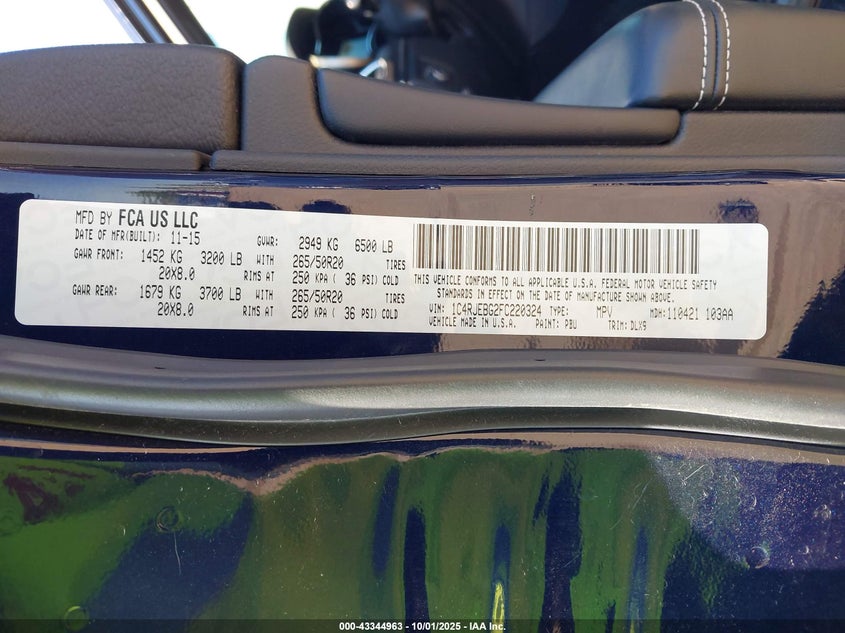 MFD BY FCA US LLC
DATE OF MFR(BUILT): 11-15 GVWR: 2949 KG 6500 LB
GAWR FRONT: 1452 KG 3200 LB WITH 265/50R20 TIRES
20X8.0 RIMS AT 250 KPA ( 36 PSI) COLD
GAWR REAR: 1679 KG 3700 LB WITH 265/50R20 TIRES
20X8.0 RIMS AT 250 KPA ( 36 PSI) COLD
THIS VEHICLE CONFORMS TO ALL APPLICABLE U.S.A. FEDERAL MOTOR VEHICLE SAFETY
STANDARDS IN EFFECT ON THE DATE OF MANUFACTURE SHOWN ABOVE.
VIN: 1C4RJEBG2FC220324 TYPE: MPV MDH: 110421 103AA
VEHICLE MADE IN U.S.A. PAINT: PBU TRIM: DLX9
000-43344963 - 10/01/2025 - IAAI.com